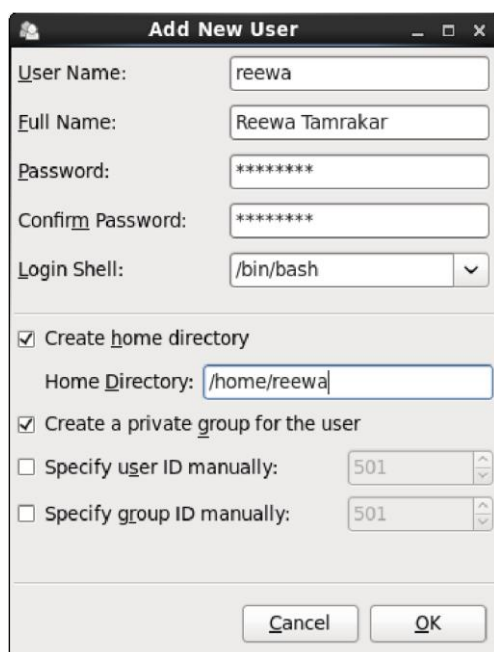 Add New User
User Name: reewa
Full Name: Reewa Tamrakar
Password: ********
Confirm Password: ********
Login Shell: /bin/bash
Create home directory
Home Directory: /home/reewa
Create a private group for the user
Specify user ID manually: 501
Specify group ID manually: 501
Cancel OK